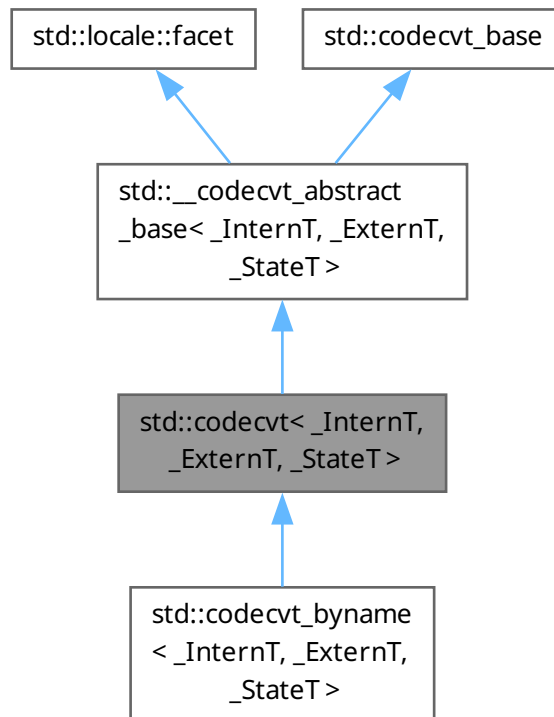 std::locale::facet
std::codecvt_base
std::__codecvt_abstract
_base< _InternT, _ExternT,
_StateT >
std::codecvt< _InternT,
_ExternT, _StateT >
std::codecvt_byname
< _InternT, _ExternT,
_StateT >